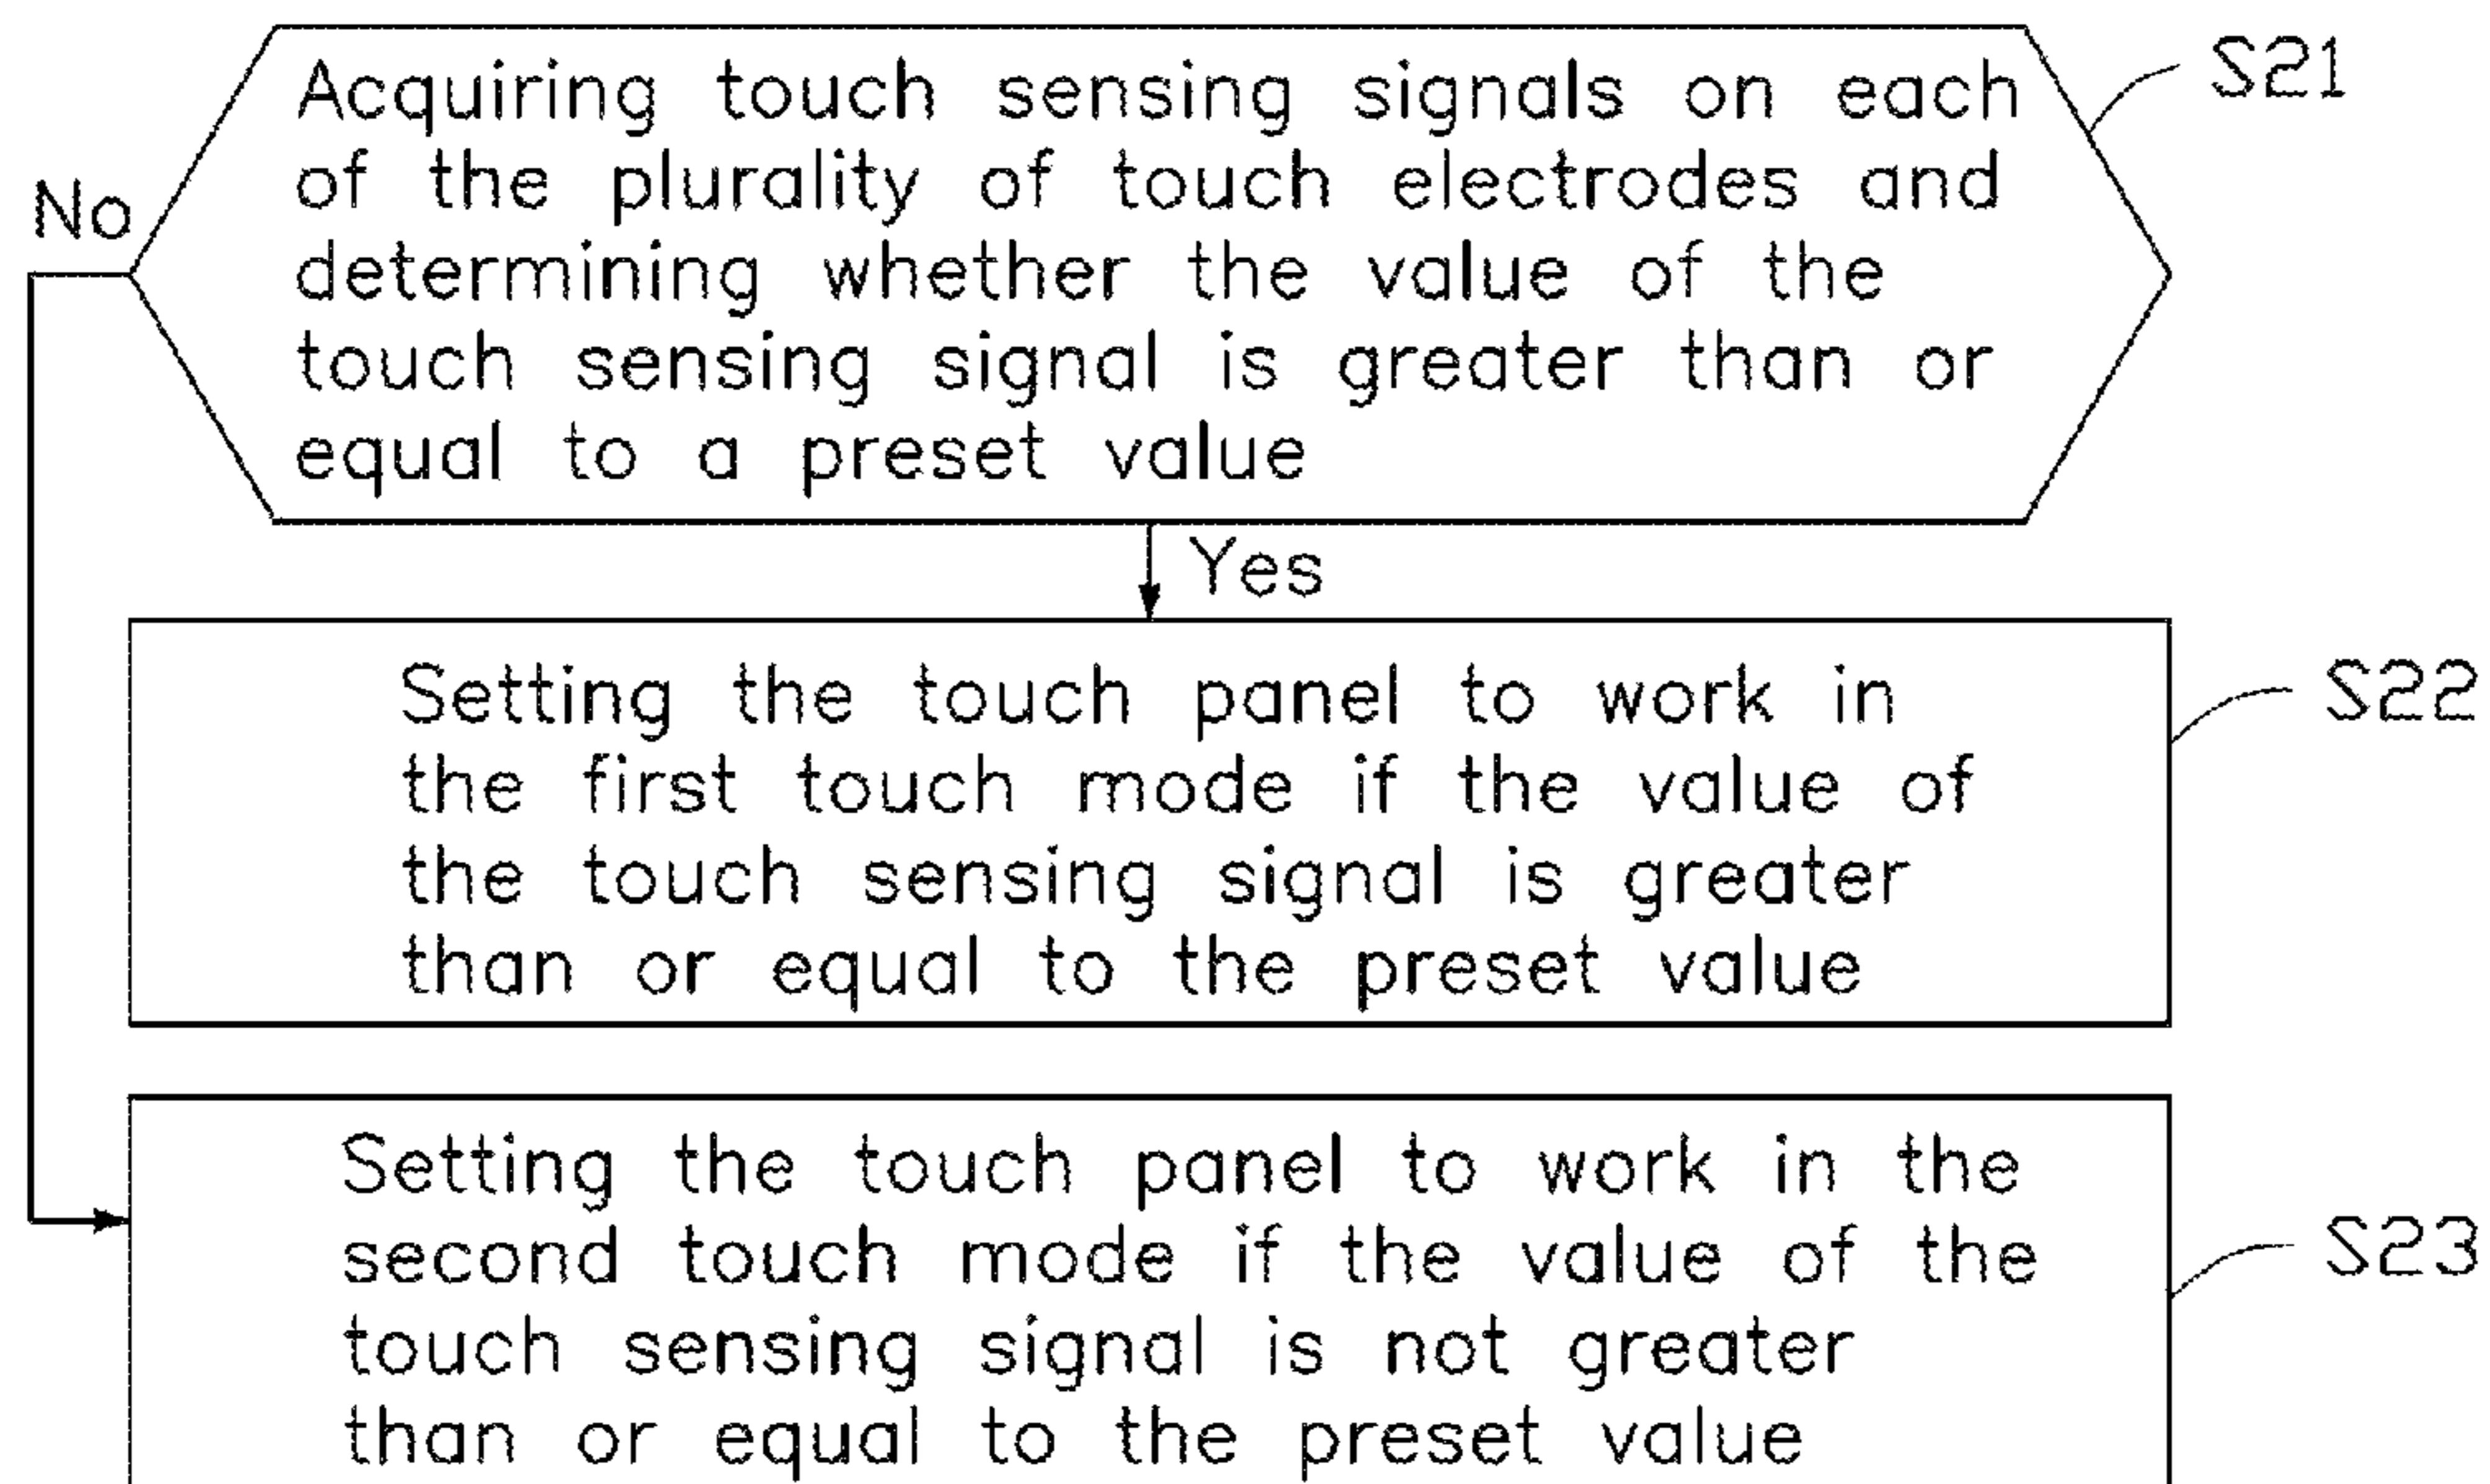 Acquiring touch sensing signals on each
of the plurality of touch electrodes and
determining whether the value of the
touch sensing signal is greater than or
equal to a preset value
S21
No
Yes
Setting the touch panel to work in
the first touch mode if the value of
the touch sensing signal is greater
than or equal to the preset value
S22
Setting the touch panel to work in the
second touch mode if the value of the
touch sensing signal is not greater
than or equal to the preset value
S23